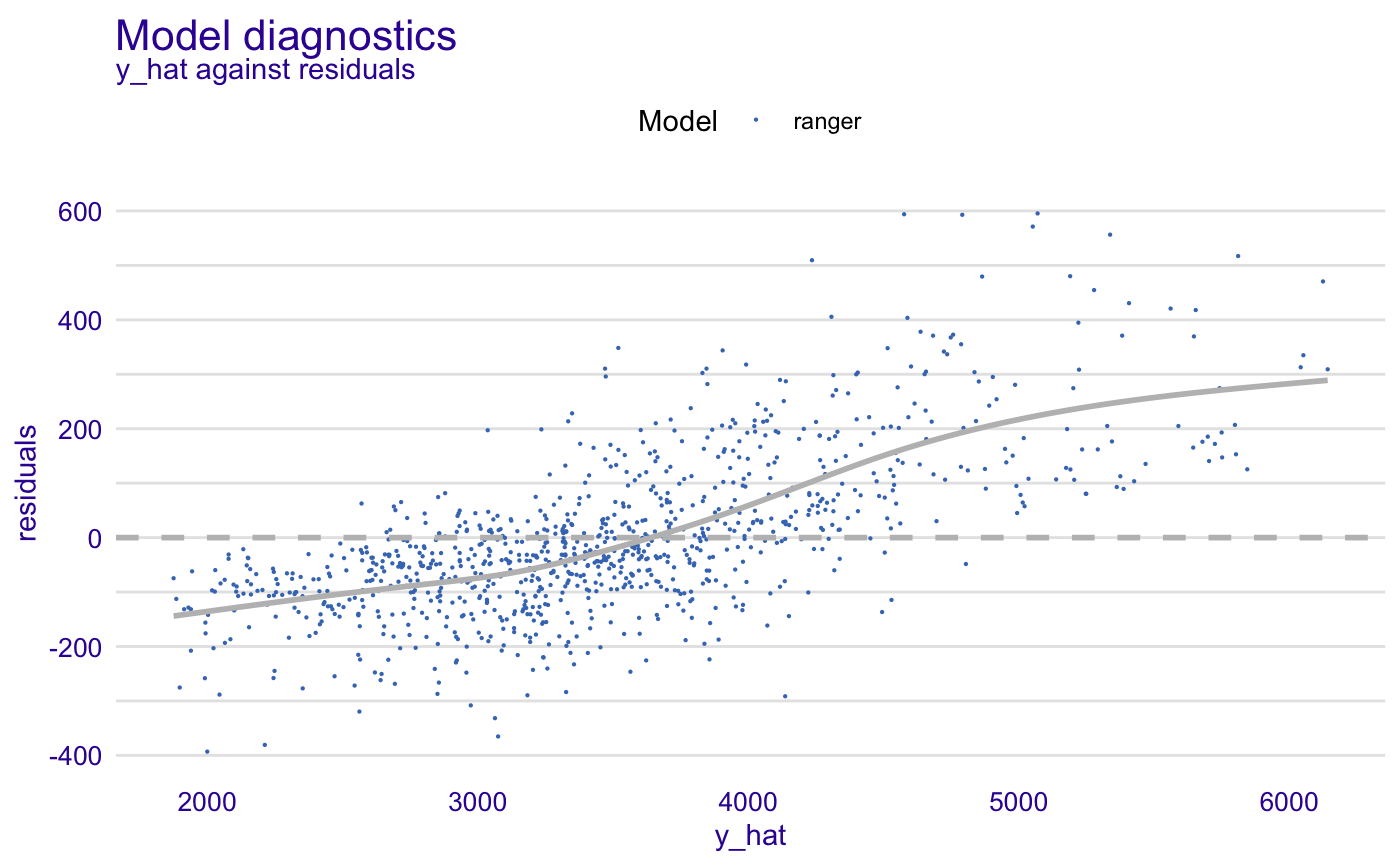 Model diagnostics
y_hat against residuals
Model ranger
600
400
200
0
-200
-400
residuals
2000 3000 4000 5000 6000
y_hat